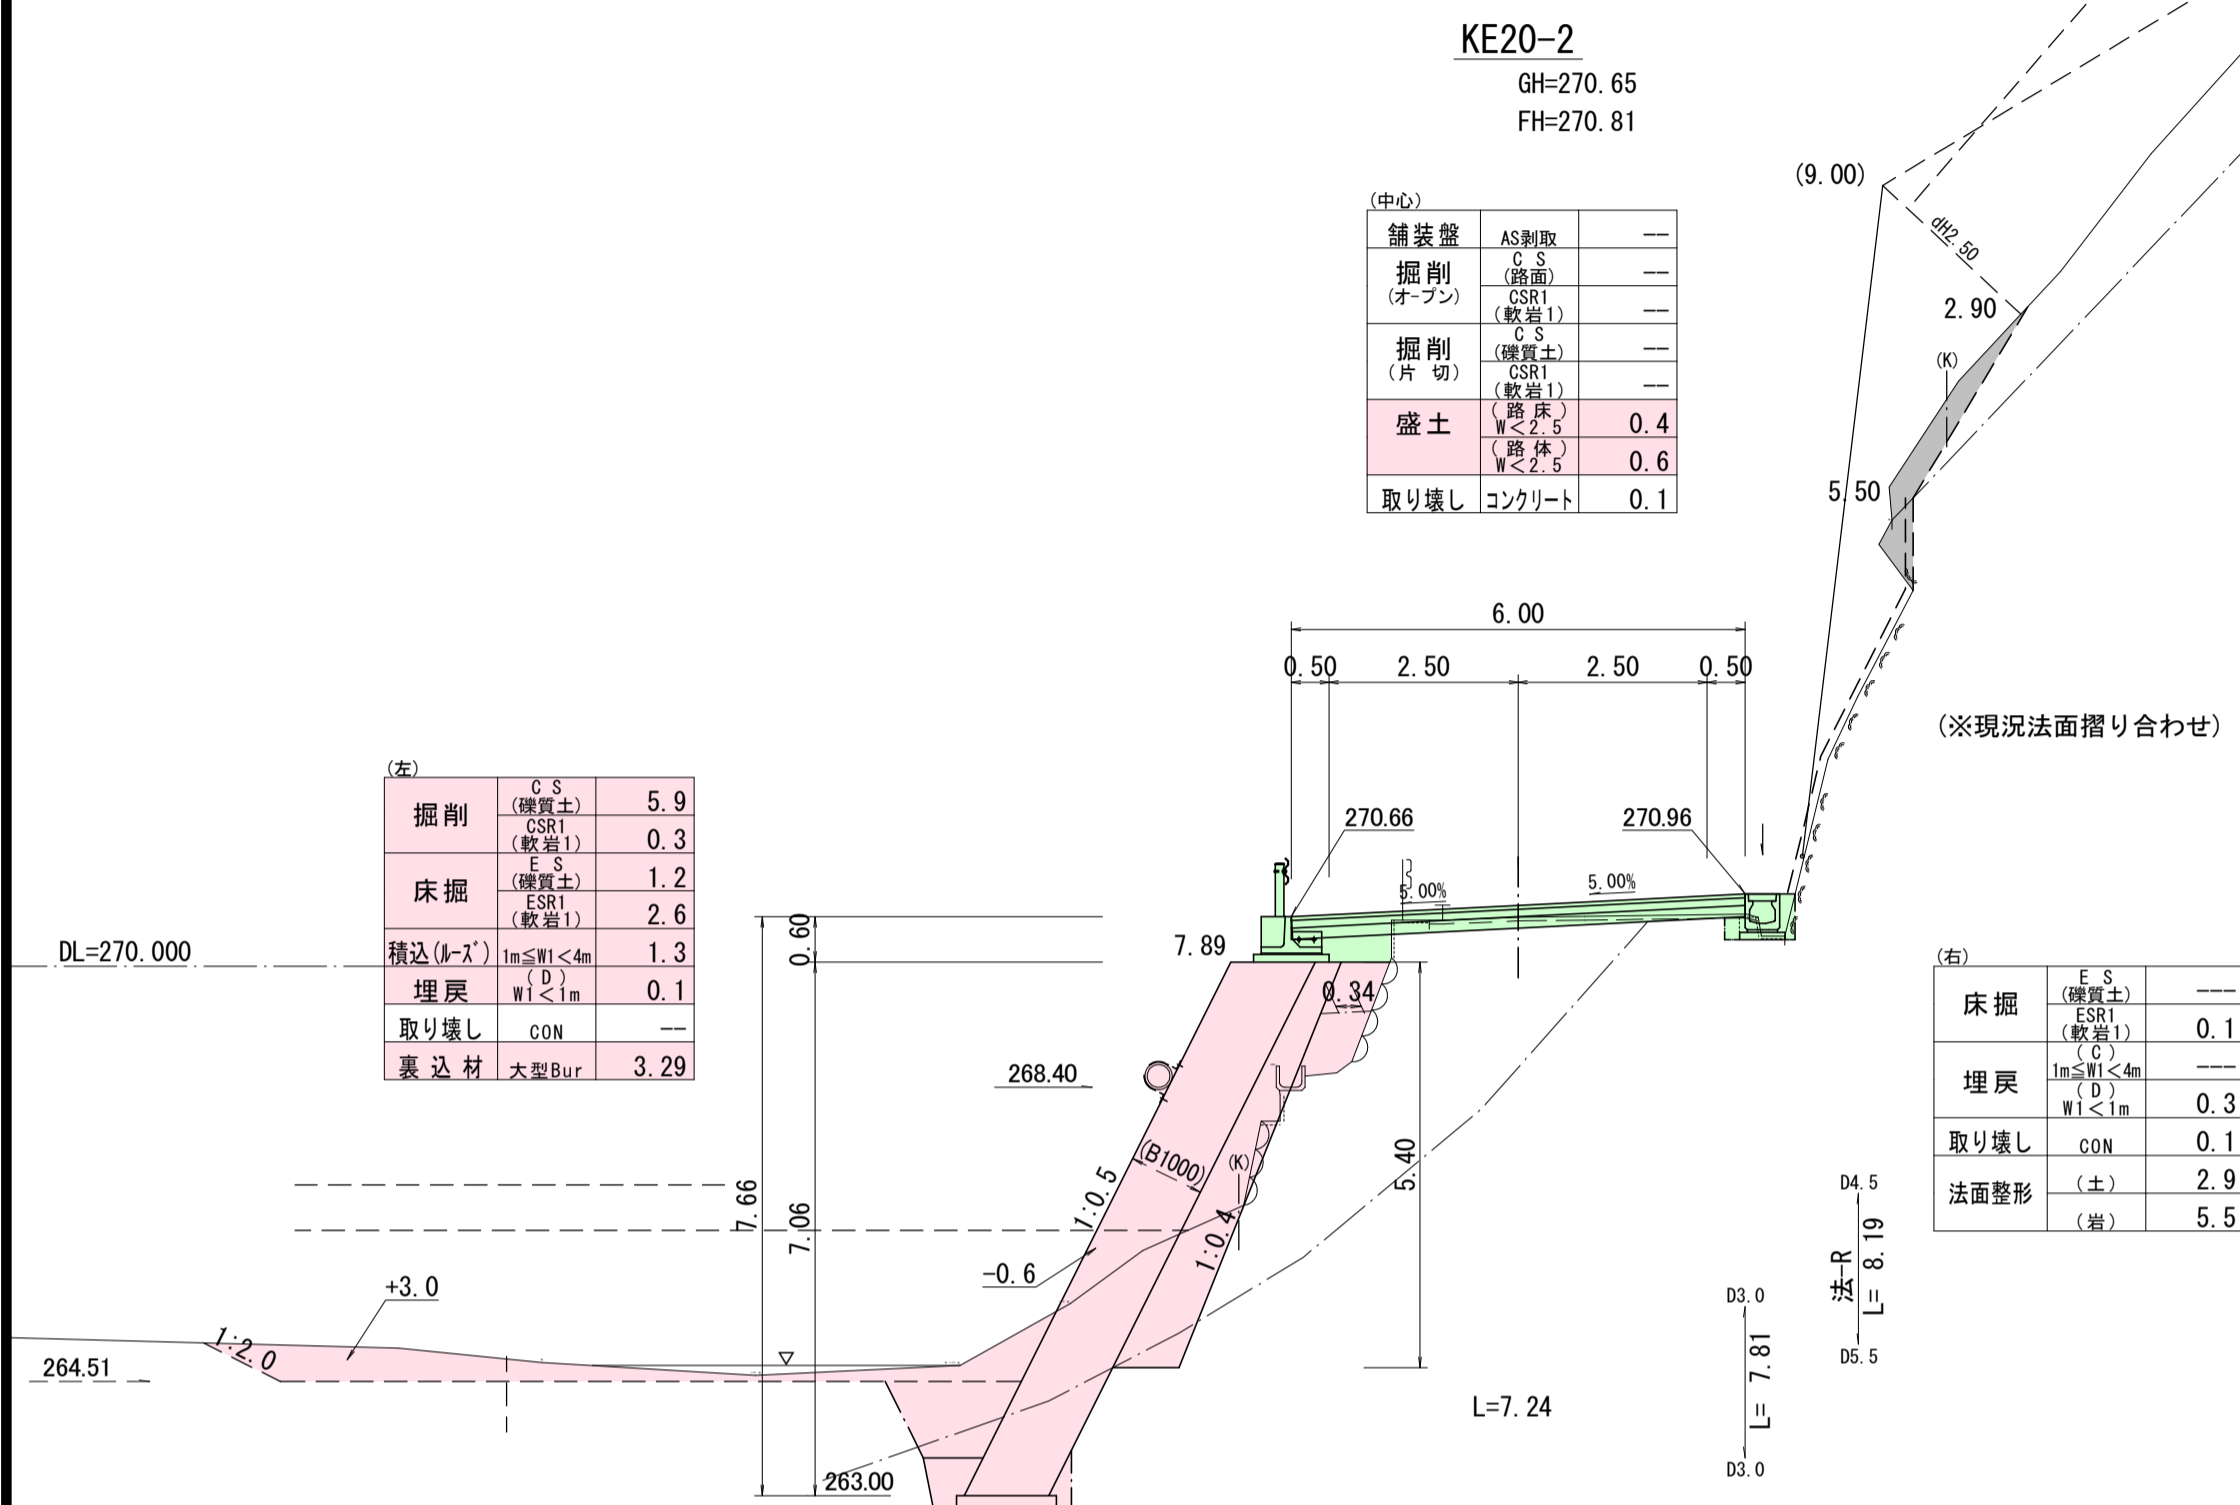 KE20-2
GH=270.65
FH=270.81
(中心)
舗装盤 AS剥取 --
掘削 (オープン) C S (路面) --
CSR1 (軟岩1) --
掘削 (片 切) C S (礫質土) --
CSR1 (軟岩1) --
盛土 (路床) W<2.5 0.4
(路体) W<2.5 0.6
取り壊し コンクリート 0.1
(9.00)
dH2.50
2.90
(K)
5.50
6.00
0.50 2.50 2.50 0.50
(※現況法面摺り合わせ)
(左)
掘削 C S (礫質土) 5.9
CSR1 (軟岩1) 0.3
床掘 E S (礫質土) 1.2
ESR1 (軟岩1) 2.6
積込(ルーズ) 1m≦W1<4m 1.3
埋戻 (D) W1<1m 0.1
取り壊し CON --
裏込材 大型Bur 3.29
270.66
270.96
5.00%
5.00%
DL=270.000
0.60
7.89
0.34
268.40
(B1000)
(K)
1:0.5
1:0.4
5.40
7.66
7.06
-0.6
+3.0
1:2.0
264.51
263.00
L=7.24
(右)
床掘 E S (礫質土) ---
ESR1 (軟岩1) 0.1
埋戻 (C) 1m≦W1<4m ---
(D) W1<1m 0.3
取り壊し CON 0.1
法面整形 (土) 2.9
(岩) 5.5
D4.5
法-R
L= 8.19
D5.5
D3.0
L= 7.81
D3.0